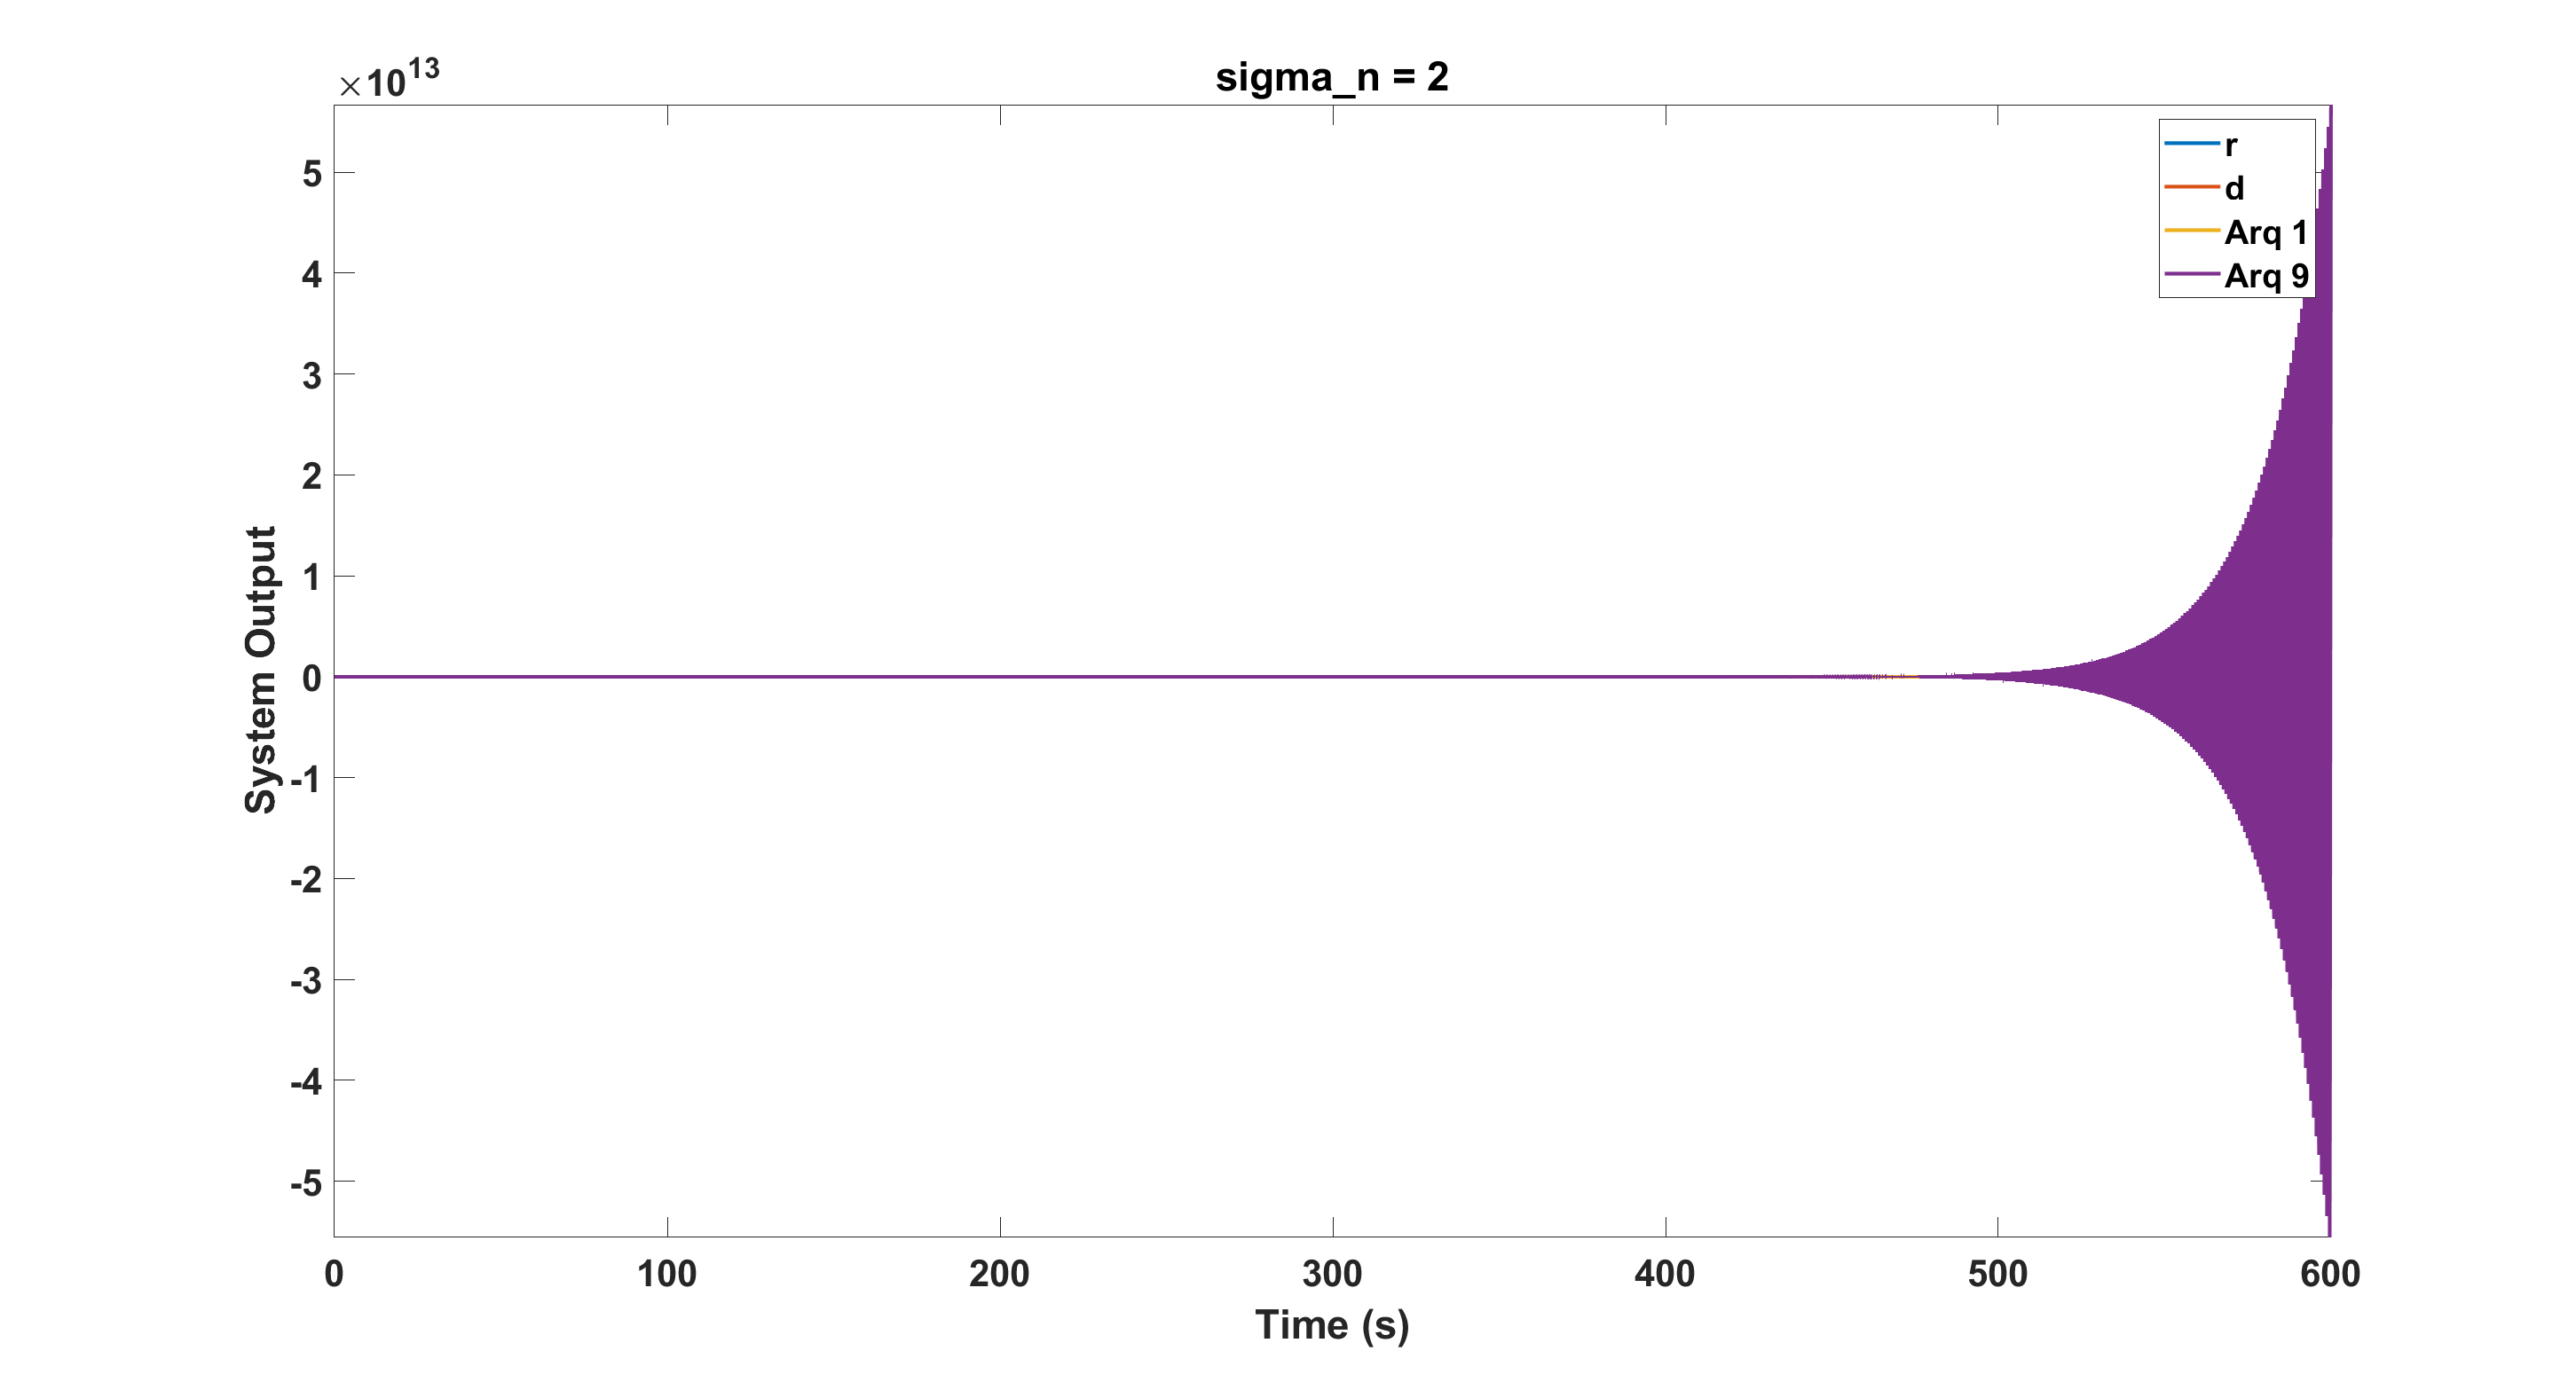 sigma_n = 2
×10^13
5
4
3
2
1
0
-1
-2
-3
-4
-5
System Output
r
d
Arq 1
Arq 9
0 100 200 300 400 500 600
Time (s)